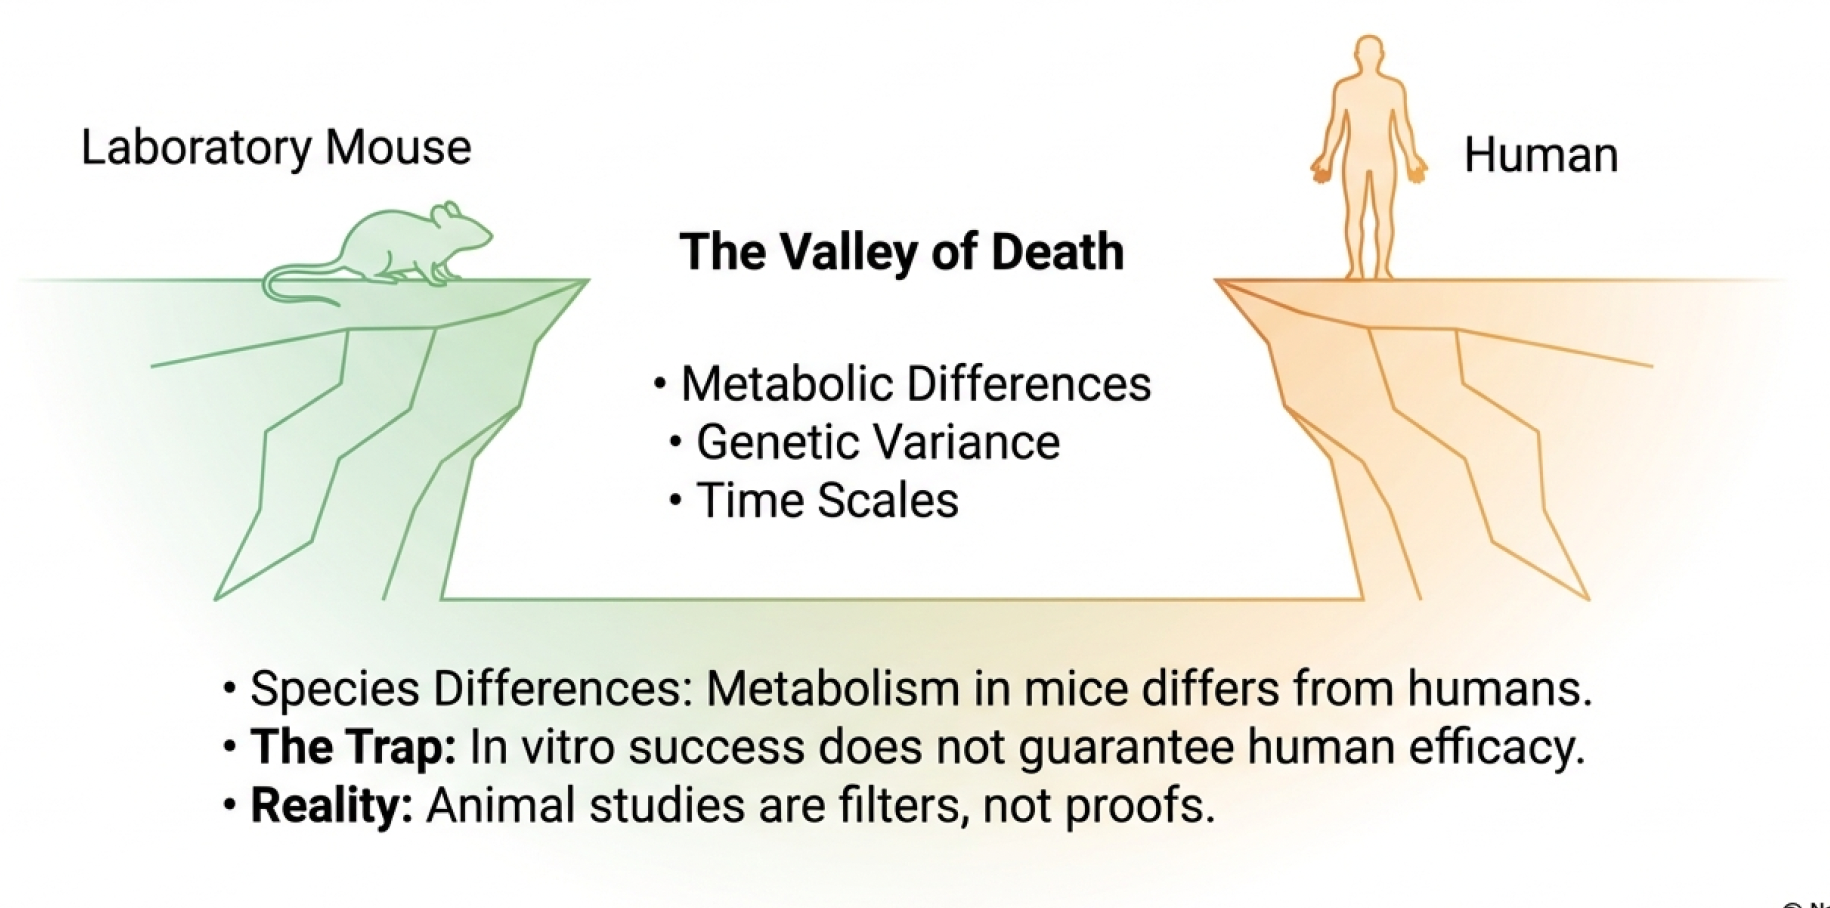 Laboratory Mouse
Human
The Valley of Death
• Metabolic Differences
• Genetic Variance
• Time Scales
• Species Differences: Metabolism in mice differs from humans.
• The Trap: In vitro success does not guarantee human efficacy.
• Reality: Animal studies are filters, not proofs.